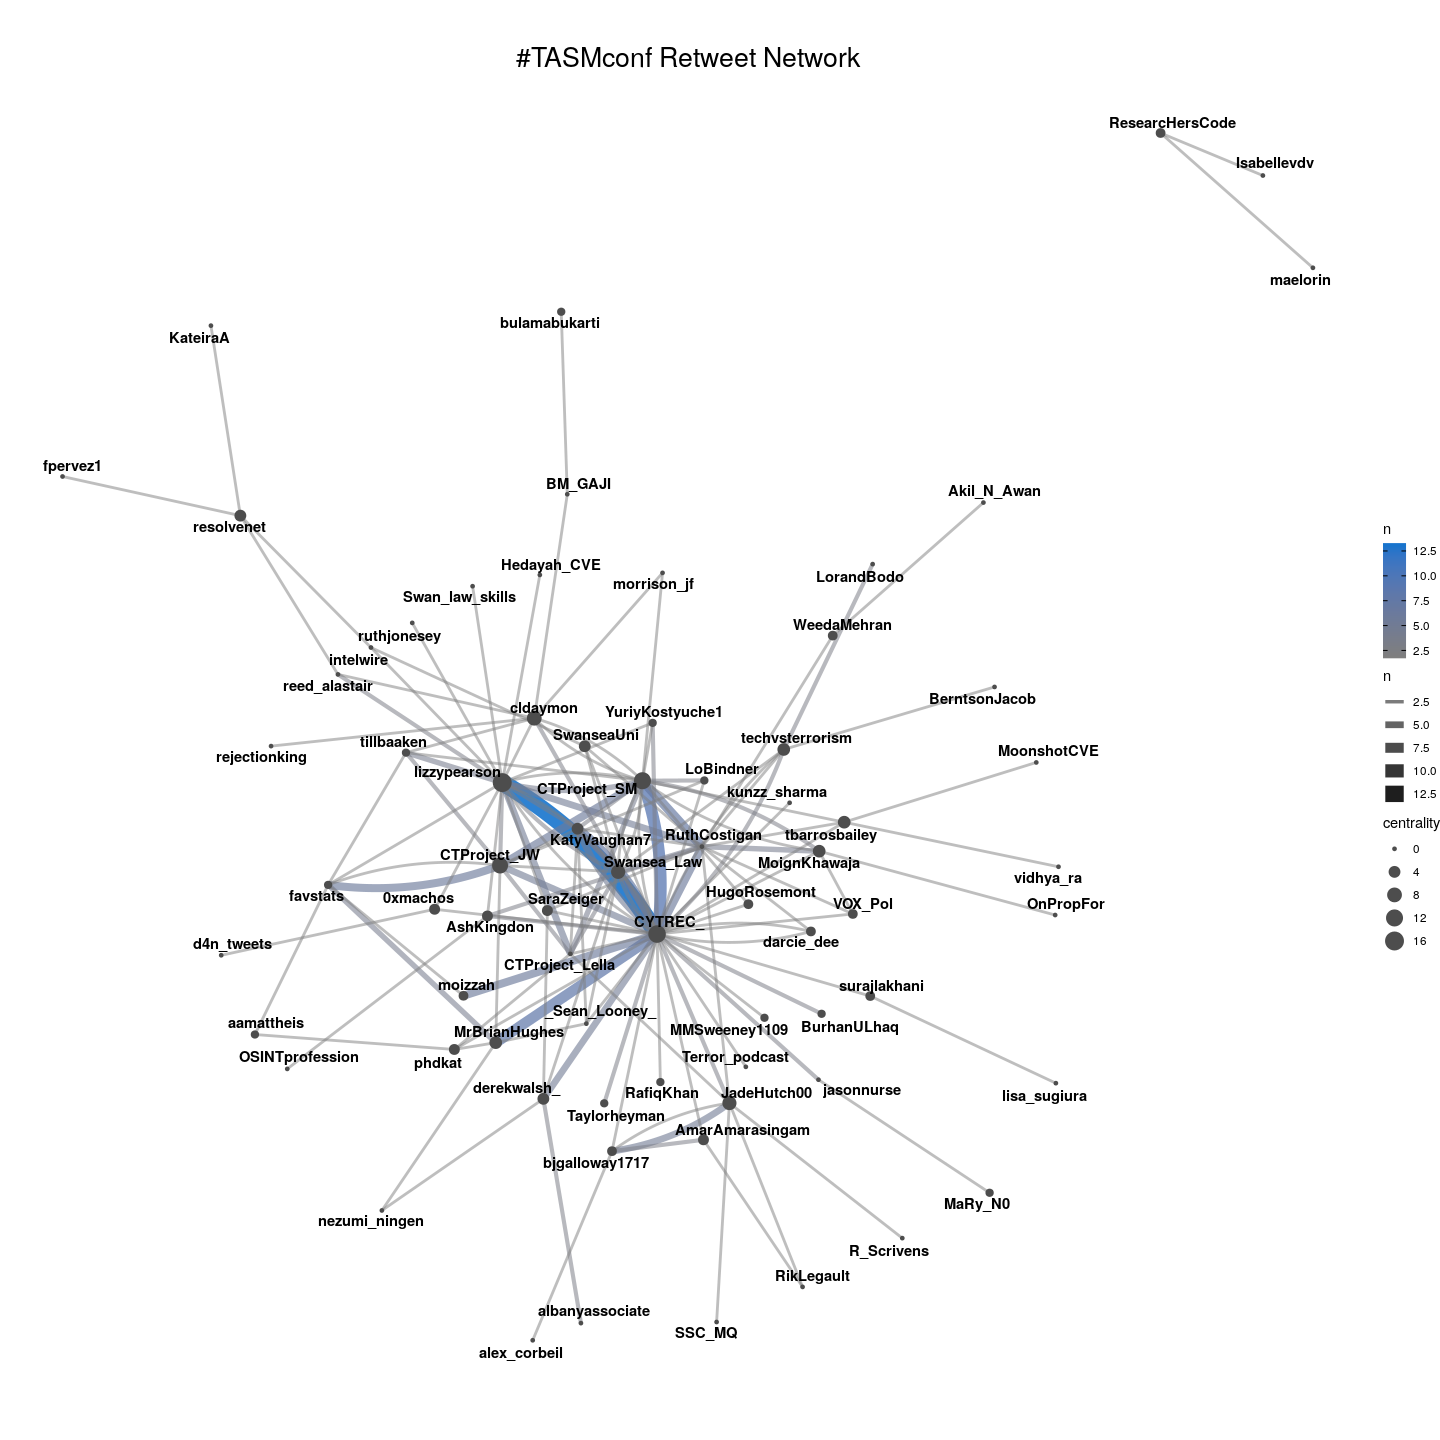 #TASMconf Retweet Network
ResearcHersCode
Isabellevdv
maelorin
bulamabukarti
KateiraA
fpervez1
BM_GAJI
Akil_N_Awan
resolvenet
Hedayah_CVE
morrison_jf
LorandBodo
Swan_law_skills
WeedaMehran
ruthjonesey
intelwire
reed_alastair
BerntsonJacob
cldaymon
YuriyKostyuche1
SwanseaUni
techvsterrorism
tillbaaken
MoonshotCVE
rejectionking
lizzypearson
LoBindner
CTProject_SM
kunzz_sharma
KatyVaughan7
RuthCostigan
tbarrosbailey
CTProject_JW
Swansea_Law
MoignKhawaja
vidhya_ra
favstats
0xmachos
SaraZeiger
HugoRosemont
VOX_Pol
OnPropFor
AshKingdon
CYTREC_
darcie_dee
d4n_tweets
CTProject_Lella
moizzah
surajlakhani
_Sean_Looney_
aamattheis
MrBrianHughes
MMSweeney1109
BurhanULhaq
OSINTprofession
phdkat
Terror_podcast
derekwalsh_
RafiqKhan
JadeHutch00
jasonnurse
lisa_sugiura
Taylorheyman
AmarAmarasingam
bjgalloway1717
MaRy_N0
nezumi_ningen
R_Scrivens
RikLegault
albanyassociate
SSC_MQ
alex_corbeil
n
12.5
10.0
7.5
5.0
2.5
n
2.5
5.0
7.5
10.0
12.5
centrality
0
4
8
12
16